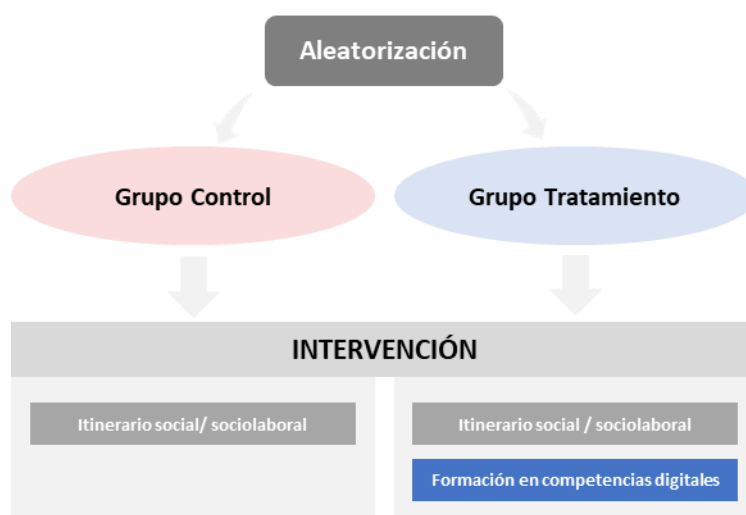 Aleatorización
Grupo Control
Grupo Tratamiento
INTERVENCIÓN
Itinerario social/ sociolaboral
Itinerario social / sociolaboral
Formación en competencias digitales